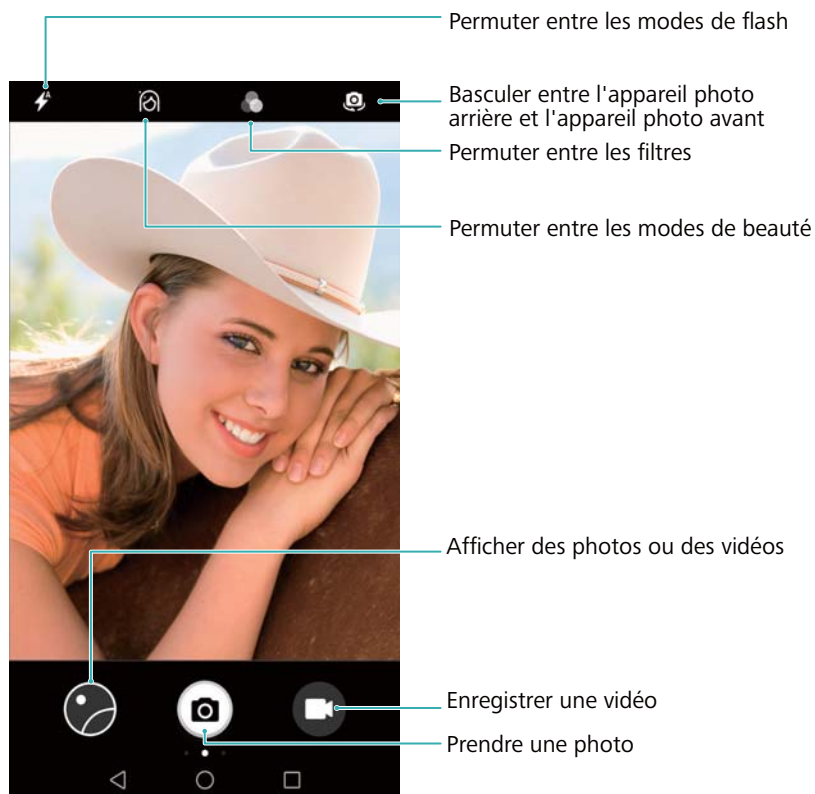 Permuter entre les modes de flash
Basculer entre l'appareil photo
arrière et l'appareil photo avant
Permuter entre les filtres
Permuter entre les modes de beauté
Afficher des photos ou des vidéos
Enregistrer une vidéo
Prendre une photo